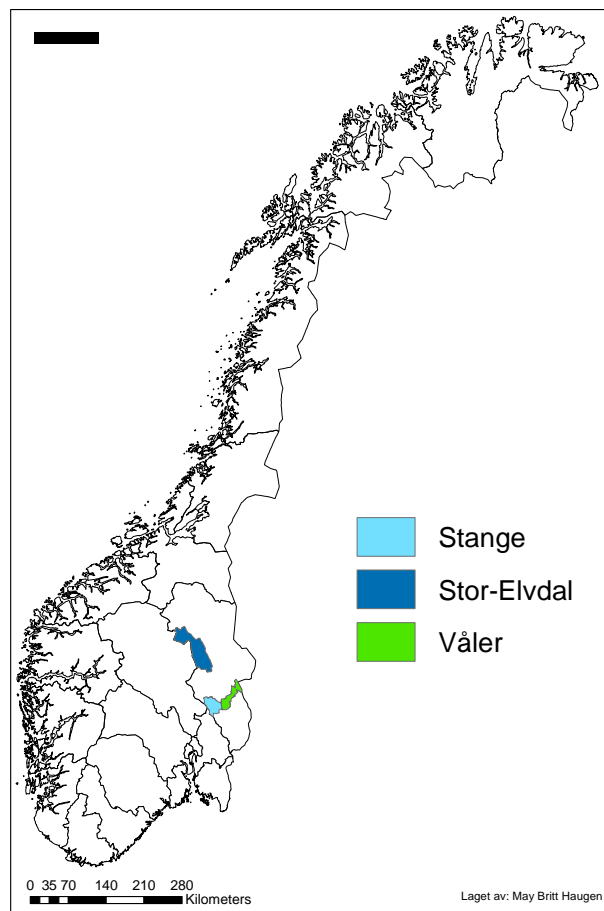 Stange
Stor-Elvdal
Våler
0 35 70 140 210 280
Kilometers
Laget av: May Britt Haugen